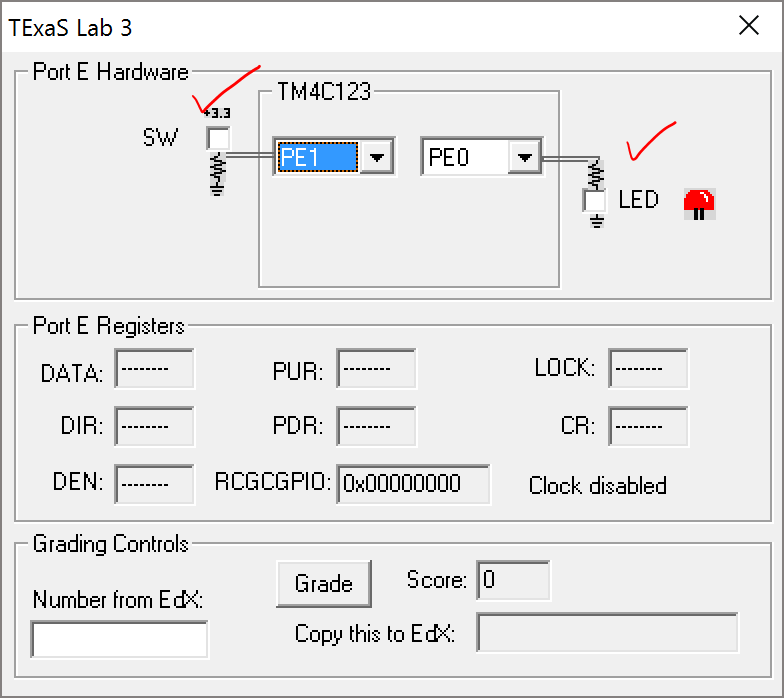 TExaS Lab 3
Port E Hardware
TM4C123
+3.3
SW
PE1
PE0
LED
Port E Registers
DATA: --------
PUR: --------
LOCK: --------
DIR: --------
PDR: --------
CR: --------
DEN: --------
RCGCGPIO: 0x00000000
Clock disabled
Grading Controls
Number from EdX:
Grade
Score: 0
Copy this to EdX: